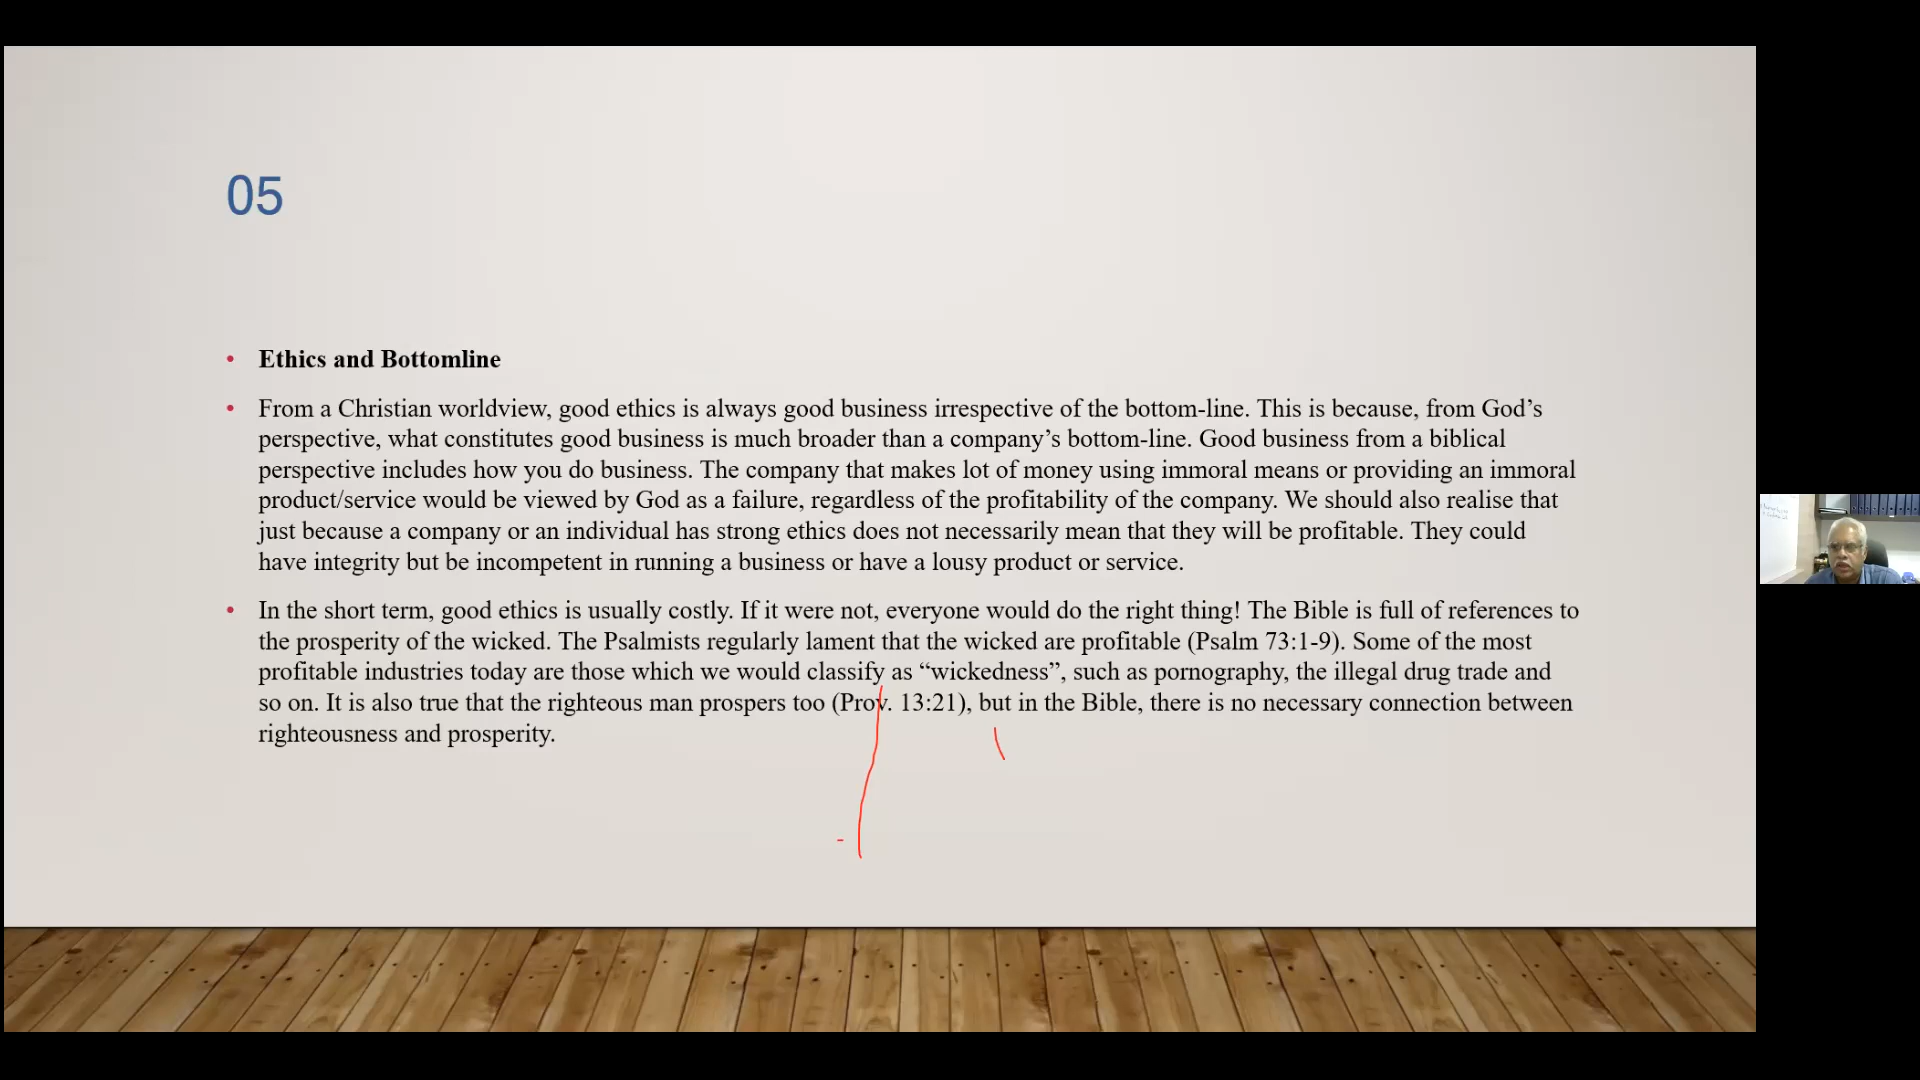 05
• Ethics and Bottomline
• From a Christian worldview, good ethics is always good business irrespective of the bottom-line. This is because, from God’s
perspective, what constitutes good business is much broader than a company’s bottom-line. Good business from a biblical
perspective includes how you do business. The company that makes lot of money using immoral means or providing an immoral
product/service would be viewed by God as a failure, regardless of the profitability of the company. We should also realise that
just because a company or an individual has strong ethics does not necessarily mean that they will be profitable. They could
have integrity but be incompetent in running a business or have a lousy product or service.
• In the short term, good ethics is usually costly. If it were not, everyone would do the right thing! The Bible is full of references to
the prosperity of the wicked. The Psalmists regularly lament that the wicked are profitable (Psalm 73:1-9). Some of the most
profitable industries today are those which we would classify as “wickedness”, such as pornography, the illegal drug trade and
so on. It is also true that the righteous man prospers too (Prov. 13:21), but in the Bible, there is no necessary connection between
righteousness and prosperity.